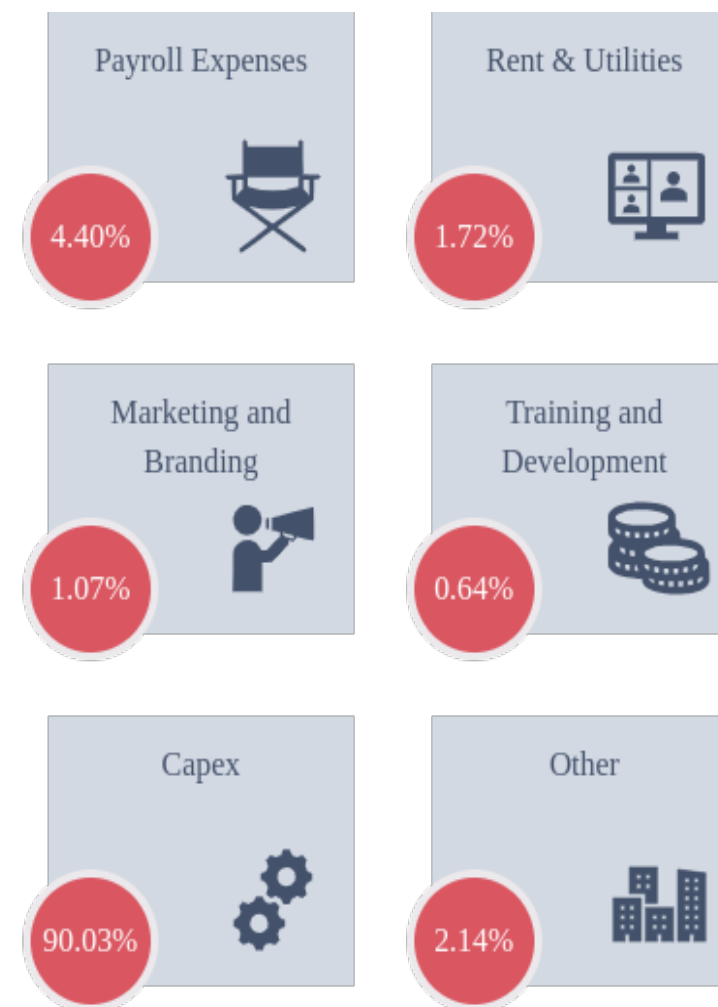 Payroll Expenses
4.40%
Rent & Utilities
1.72%
Marketing and
Branding
1.07%
Training and
Development
0.64%
Capex
90.03%
Other
2.14%